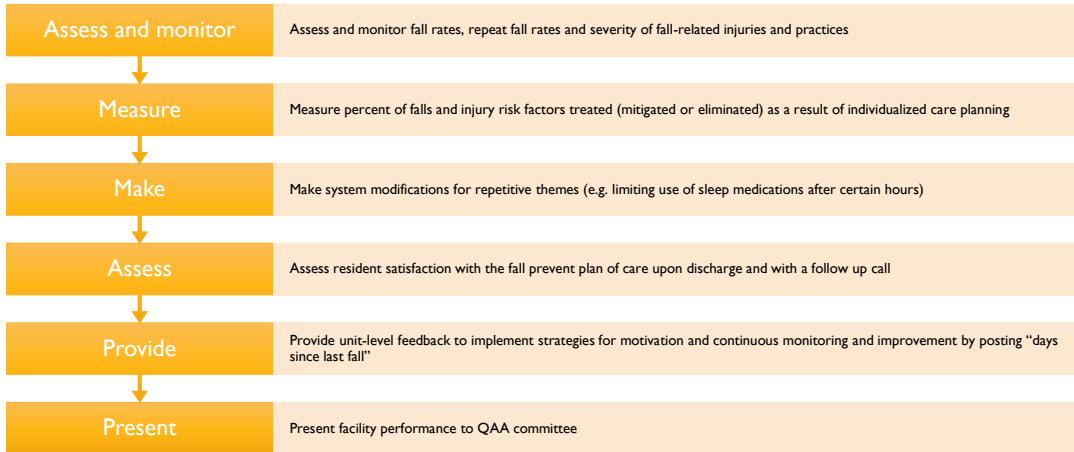 Assess and monitor
Assess and monitor fall rates, repeat fall rates and severity of fall-related injuries and practices
Measure
Measure percent of falls and injury risk factors treated (mitigated or eliminated) as a result of individualized care planning
Make
Make system modifications for repetitive themes (e.g. limiting use of sleep medications after certain hours)
Assess
Assess resident satisfaction with the fall prevent plan of care upon discharge and with a follow up call
Provide
Provide unit-level feedback to implement strategies for motivation and continuous monitoring and improvement by posting “days
since last fall”
Present
Present facility performance to QAA committee